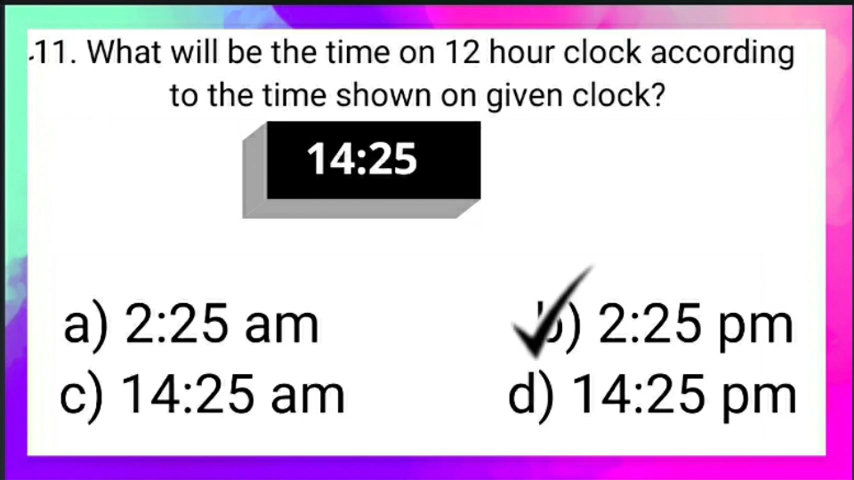 11. What will be the time on 12 hour clock according
to the time shown on given clock?
14:25
a) 2:25 am b) 2:25 pm
c) 14:25 am d) 14:25 pm